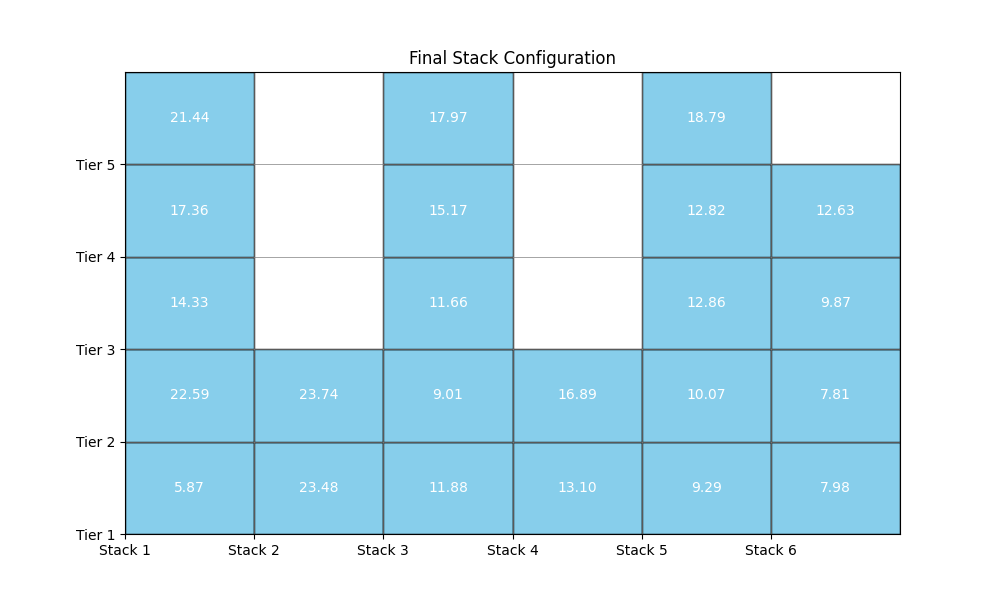 Final Stack Configuration
21.44 17.97 18.79
Tier 5
17.36 15.17 12.82 12.63
Tier 4
14.33 11.66 12.86 9.87
Tier 3
22.59 23.74 9.01 16.89 10.07 7.81
Tier 2
5.87 23.48 11.88 13.10 9.29 7.98
Tier 1
Stack 1 Stack 2 Stack 3 Stack 4 Stack 5 Stack 6